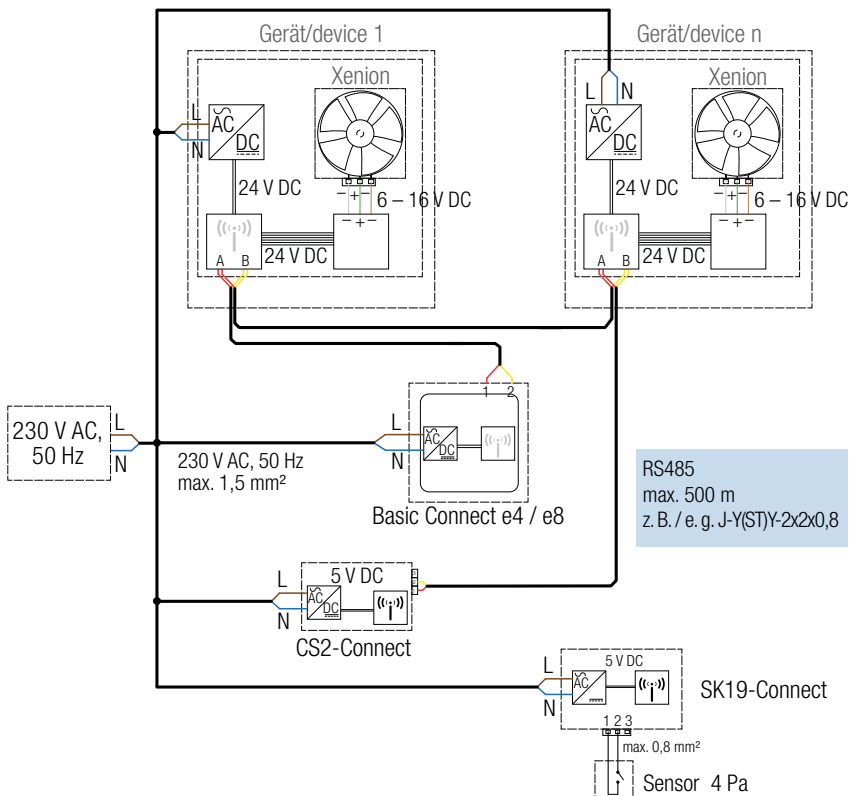 Gerät/device 1
Gerät/device n
Xenion
Xenion
L
N
AC
DC
L N
AC
DC
24 V DC
24 V DC
− + −
6 – 16 V DC
− + −
6 – 16 V DC
− + −
− + −
24 V DC
24 V DC
A B
A B
1 2
230 V AC,
50 Hz
L
N
230 V AC, 50 Hz
max. 1,5 mm²
L
N
AC
DC
Basic Connect e4 / e8
RS485
max. 500 m
z. B. / e. g. J-Y(ST)Y-2x2x0,8
L
N
5 V DC
AC
DC
CS2-Connect
L
N
5 V DC
AC
SK19-Connect
1 2 3
max. 0,8 mm²
Sensor 4 Pa